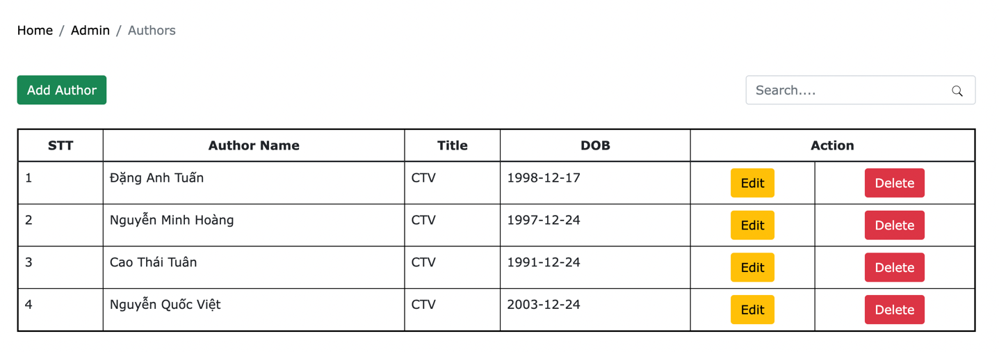 Home / Admin / Authors
Add Author Search....
STT Author Name Title DOB Action
1 Đặng Anh Tuấn CTV 1998-12-17 Edit Delete
2 Nguyễn Minh Hoàng CTV 1997-12-24 Edit Delete
3 Cao Thái Tuân CTV 1991-12-24 Edit Delete
4 Nguyễn Quốc Việt CTV 2003-12-24 Edit Delete